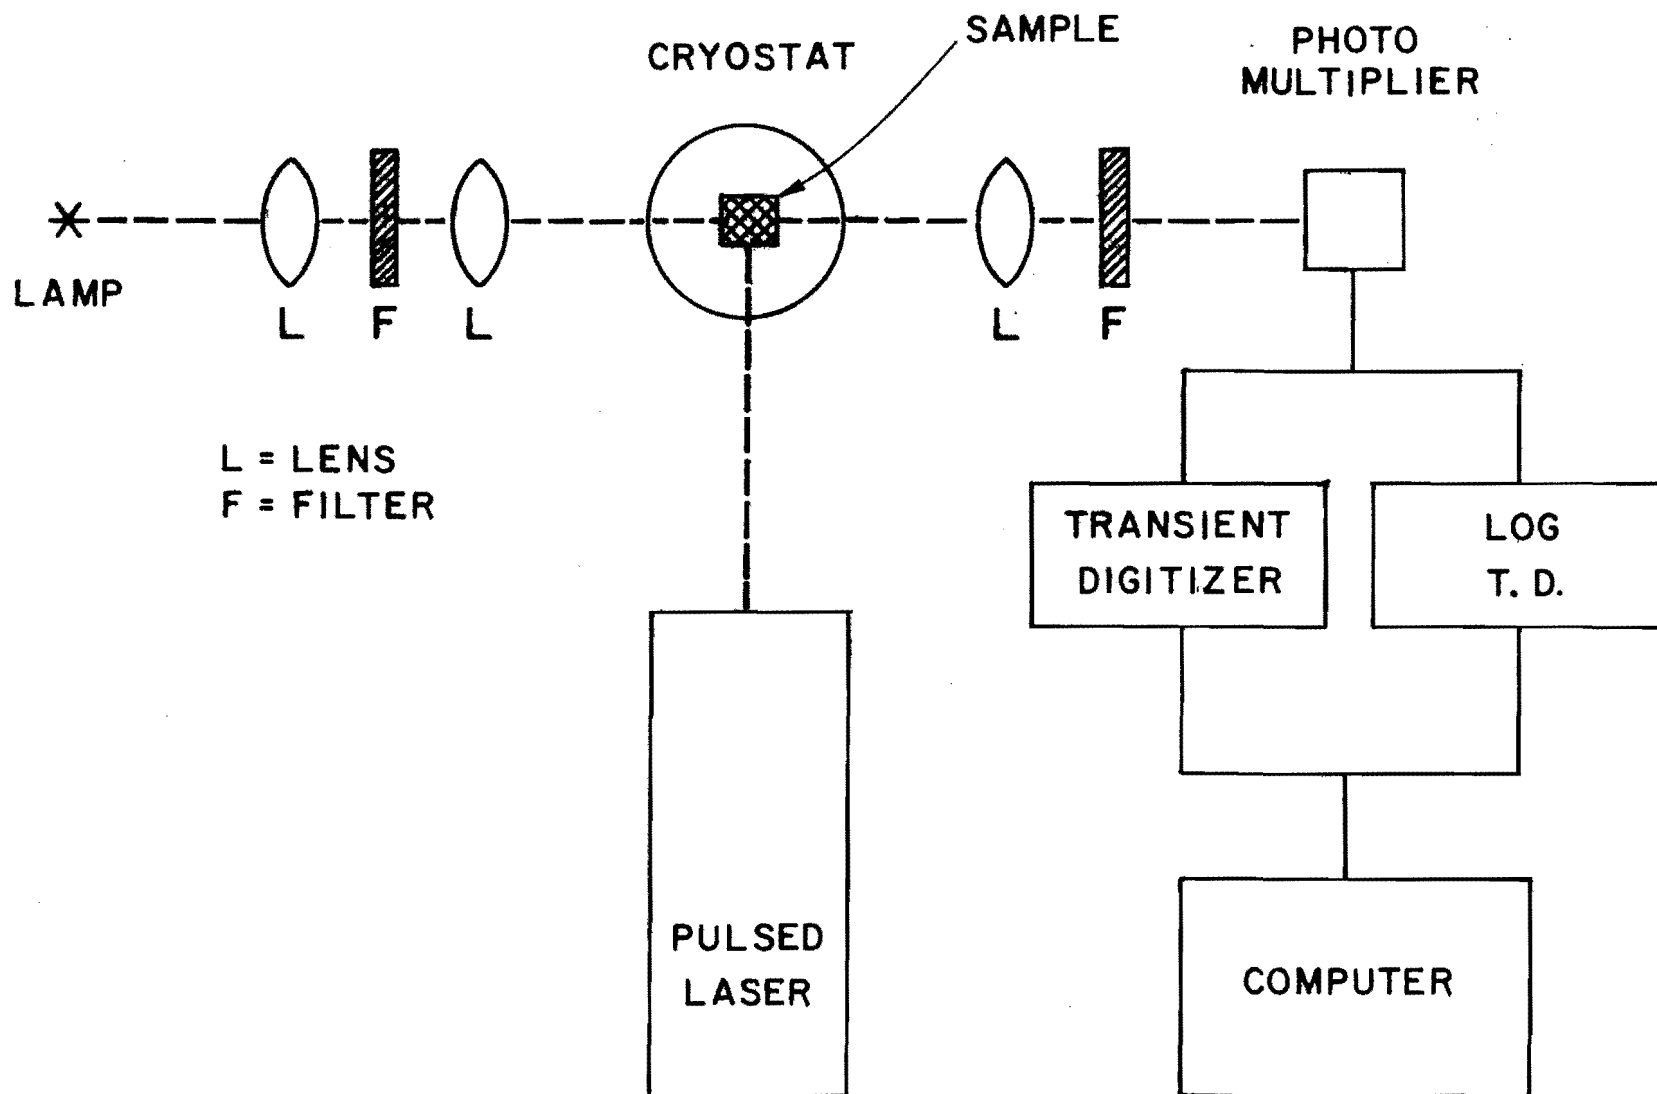 SAMPLE
CRYOSTAT
PHOTO
MULTIPLIER
LAMP
L
F
L
L
F
L = LENS
F = FILTER
TRANSIENT
DIGITIZER
LOG
T. D.
PULSED
LASER
COMPUTER